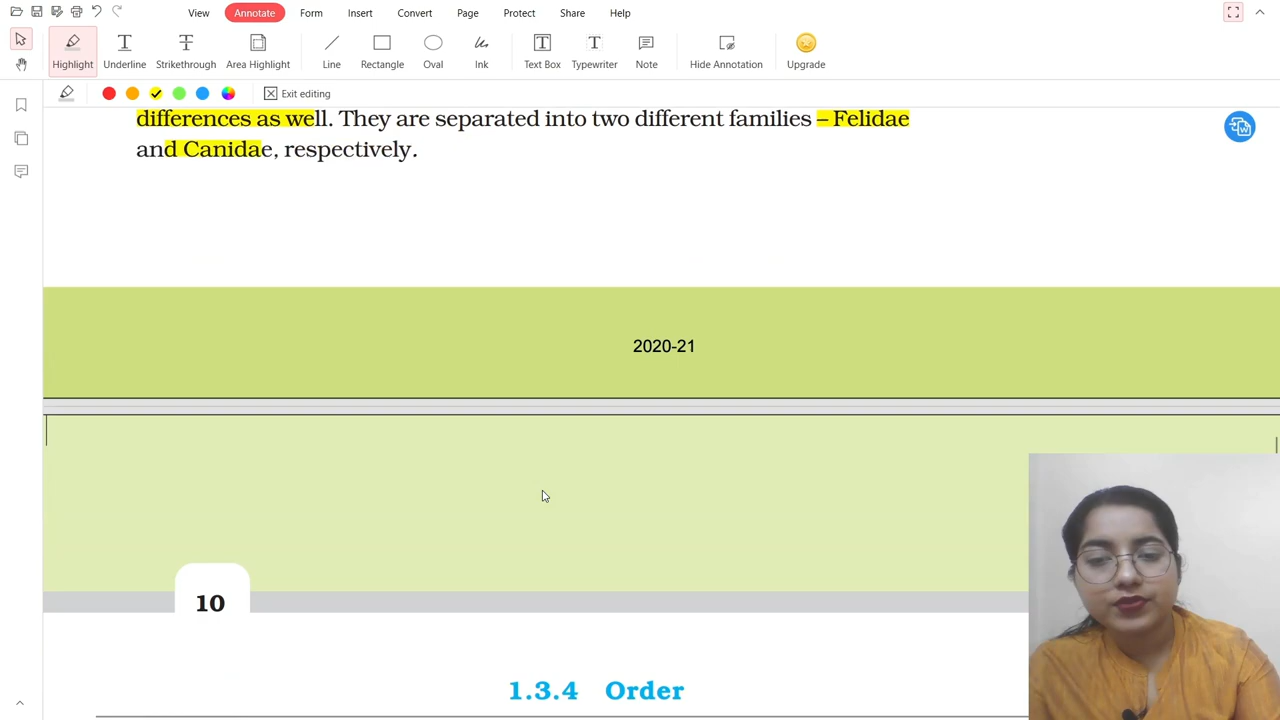 View Annotate Form Insert Convert Page Protect Share Help
Highlight Underline Strikethrough Area Highlight Line Rectangle Oval Ink Text Box Typewriter Note Hide Annotation Upgrade
Exit editing
differences as well. They are separated into two different families – Felidae
and Canidae, respectively.
2020-21
10
1.3.4 Order